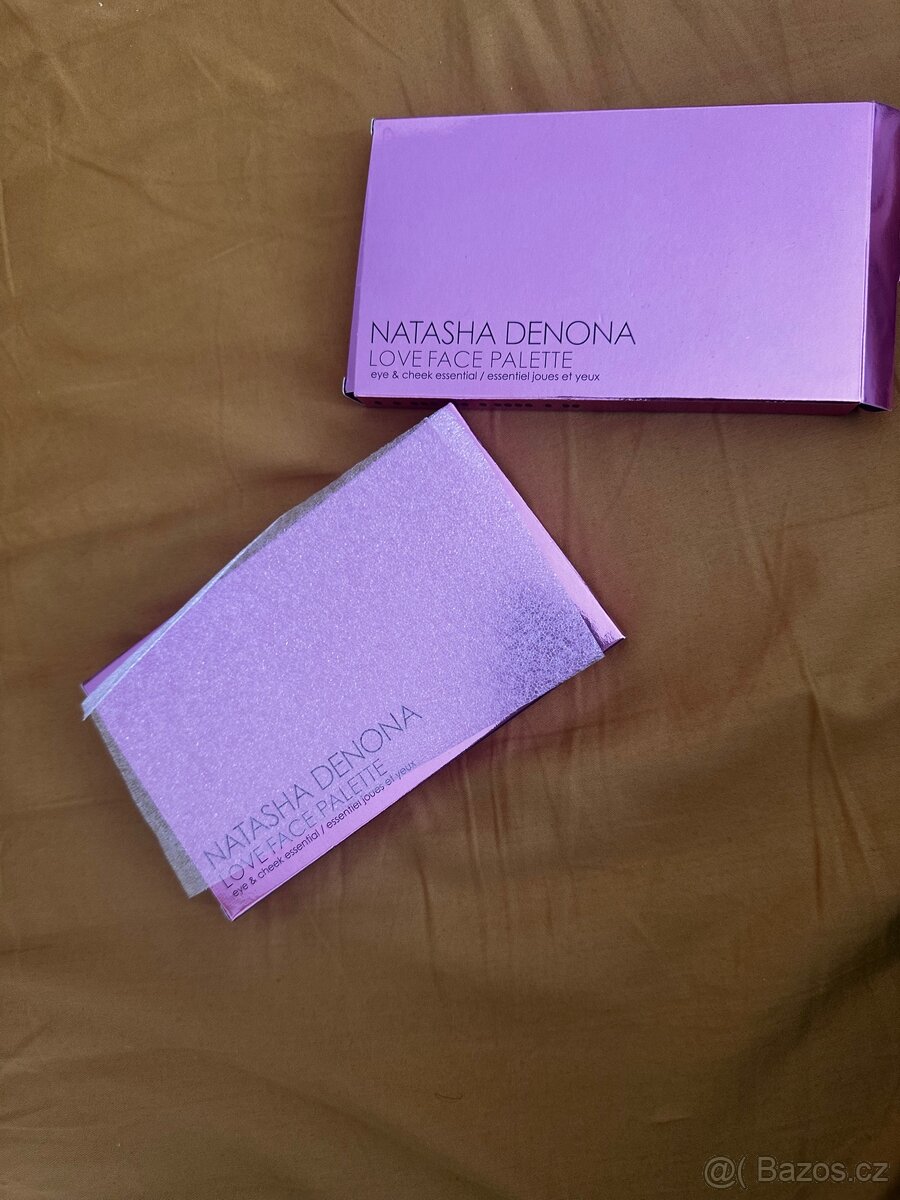 NATASHA DENONA
LOVE FACE PALETTE
eye & cheek essential / essentiel joues et yeux
NATASHA DENONA
LOVE FACE PALETTE
eye & cheek essential / essentiel joues et yeux
@( Bazos.cz